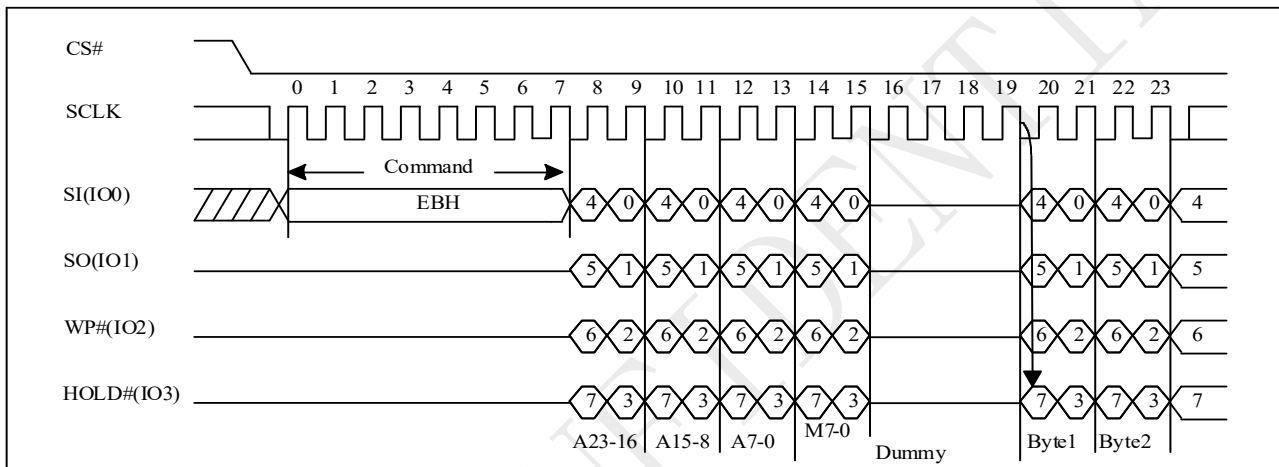 CS#
0 1 2 3 4 5 6 7 8 9 10 11 12 13 14 15 16 17 18 19 20 21 22 23
SCLK
Command
SI(IO0) EBH 4 0 4 0 4 0 4 0 4 0 4 0 4
SO(IO1) 5 1 5 1 5 1 5 1 5 1 5 1 5
WP#(IO2) 6 2 6 2 6 2 6 2 6 2 6 2 6
HOLD#(IO3) 7 3 7 3 7 3 7 3 7 3 7 3 7
A23-16 A15-8 A7-0 M7-0 Dummy Byte1 Byte2